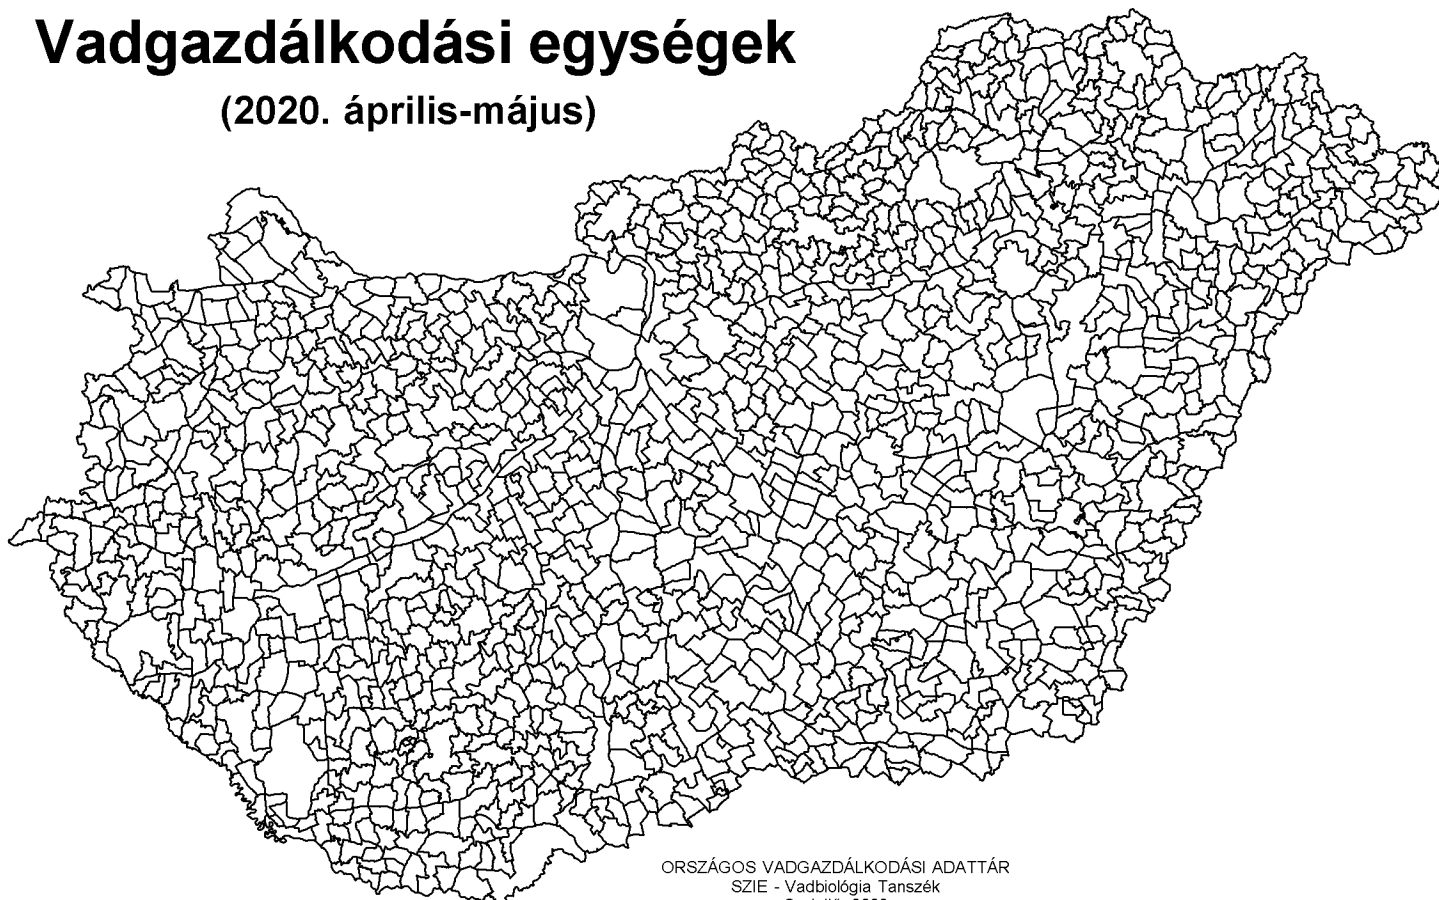 Vadgazdálkodási egységek
(2020. április-május)
ORSZÁGOS VADGAZDÁLKODÁSI ADATTÁR
SZIE - Vadbiológia Tanszék